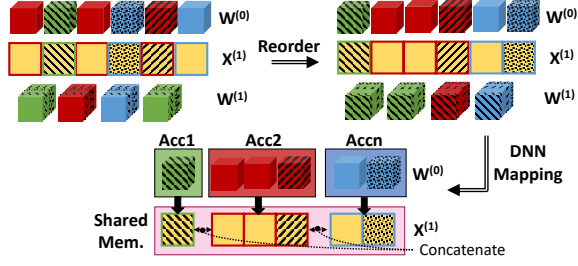 W(0)
X(1)
W(1)
Reorder
W(0)
X(1)
W(1)
DNN
Mapping
Acc1 Acc2 Accn
W(0)
Shared
Mem.
X(1)
Concatenate